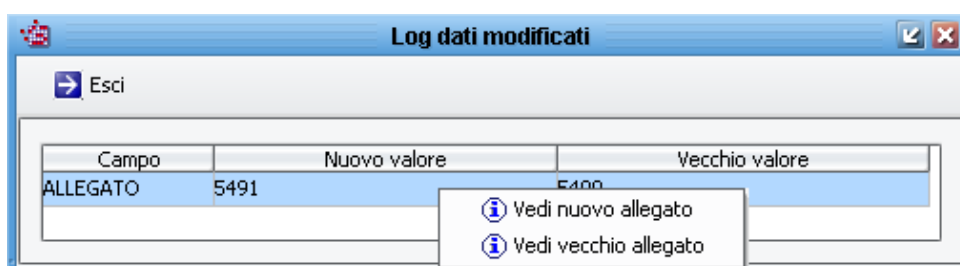 Log dati modificati
Esci
Campo Nuovo valore Vecchio valore
ALLEGATO 5491
Vedi nuovo allegato
Vedi vecchio allegato